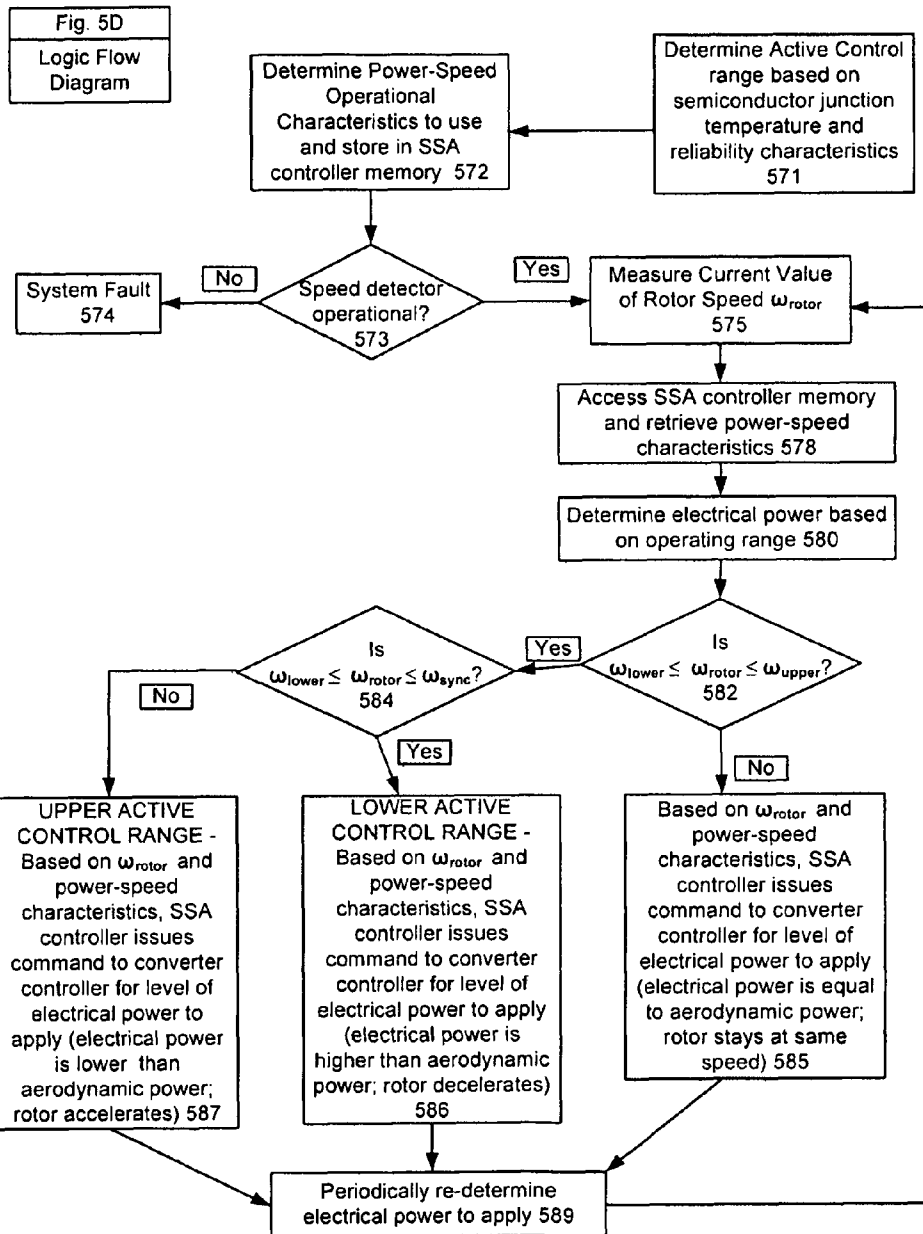 Fig. 5D
Logic Flow
Diagram
Determine Power-Speed
Operational
Characteristics to use
and store in SSA
controller memory 572
Determine Active Control
range based on
semiconductor junction
temperature and
reliability characteristics
571
No
Yes
System Fault
574
Speed detector
operational?
573
Measure Current Value
of Rotor Speed ωrotor
575
Access SSA controller memory
and retrieve power-speed
characteristics 578
Determine electrical power based
on operating range 580
Is
ωlower ≤ ωrotor ≤ ωsync?
584
Yes
Is
ωlower ≤ ωrotor ≤ ωupper?
582
No
Yes
No
UPPER ACTIVE
CONTROL RANGE -
Based on ωrotor and
power-speed
characteristics, SSA
controller issues
command to converter
controller for level of
electrical power to
apply (electrical power
is lower than
aerodynamic power;
rotor accelerates) 587
LOWER ACTIVE
CONTROL RANGE -
Based on ωrotor and
power-speed
characteristics, SSA
controller issues
command to converter
controller for level of
electrical power to apply
(electrical power is
higher than aerodynamic
power; rotor decelerates)
586
Based on ωrotor and
power-speed
characteristics, SSA
controller issues
command to converter
controller for level of
electrical power to apply
(electrical power is equal
to aerodynamic power;
rotor stays at same
speed) 585
Periodically re-determine
electrical power to apply 589